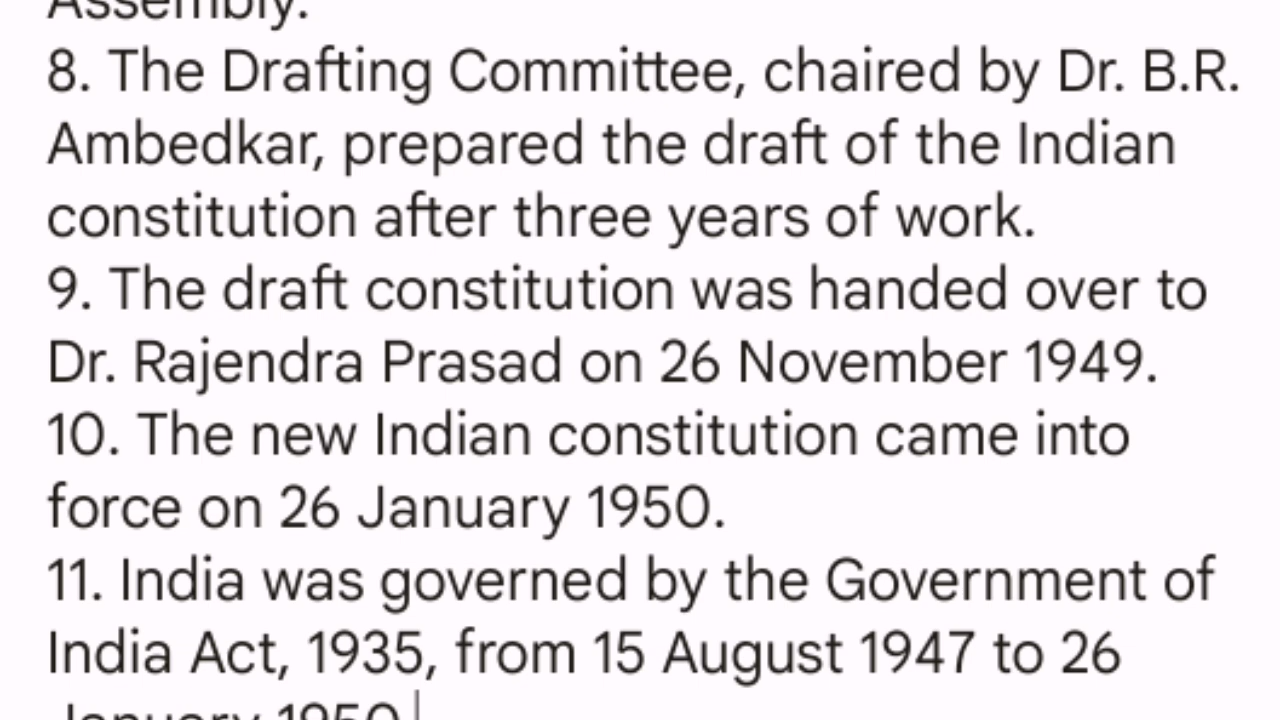 Assembly.
8. The Drafting Committee, chaired by Dr. B.R.
Ambedkar, prepared the draft of the Indian
constitution after three years of work.
9. The draft constitution was handed over to
Dr. Rajendra Prasad on 26 November 1949.
10. The new Indian constitution came into
force on 26 January 1950.
11. India was governed by the Government of
India Act, 1935, from 15 August 1947 to 26
January 1950